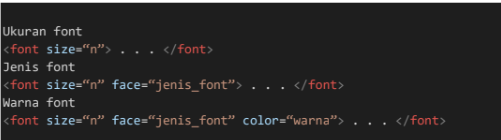 Ukuran font
<font size=“n”> . . . </font>
Jenis font
<font size=“n” face=“jenis_font”> . . . </font>
Warna font
<font size=“n” face=“jenis_font” color=“warna”> . . . </font>